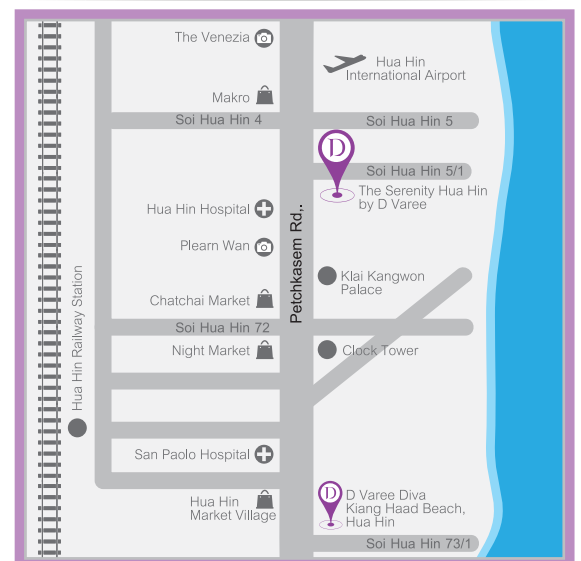 The Venezia
Hua Hin
International Airport
Makro
Soi Hua Hin 4
Soi Hua Hin 5
D
Soi Hua Hin 5/1
The Serenity Hua Hin
by D Varee
Hua Hin Hospital
Petchkasem Rd,.
Plearn Wan
Klai Kangwon
Palace
Chatchai Market
Soi Hua Hin 72
Night Market
Clock Tower
Hua Hin Railway Station
San Paolo Hospital
Hua Hin
Market Village
D
D Varee Diva
Kiang Haad Beach,
Hua Hin
Soi Hua Hin 73/1